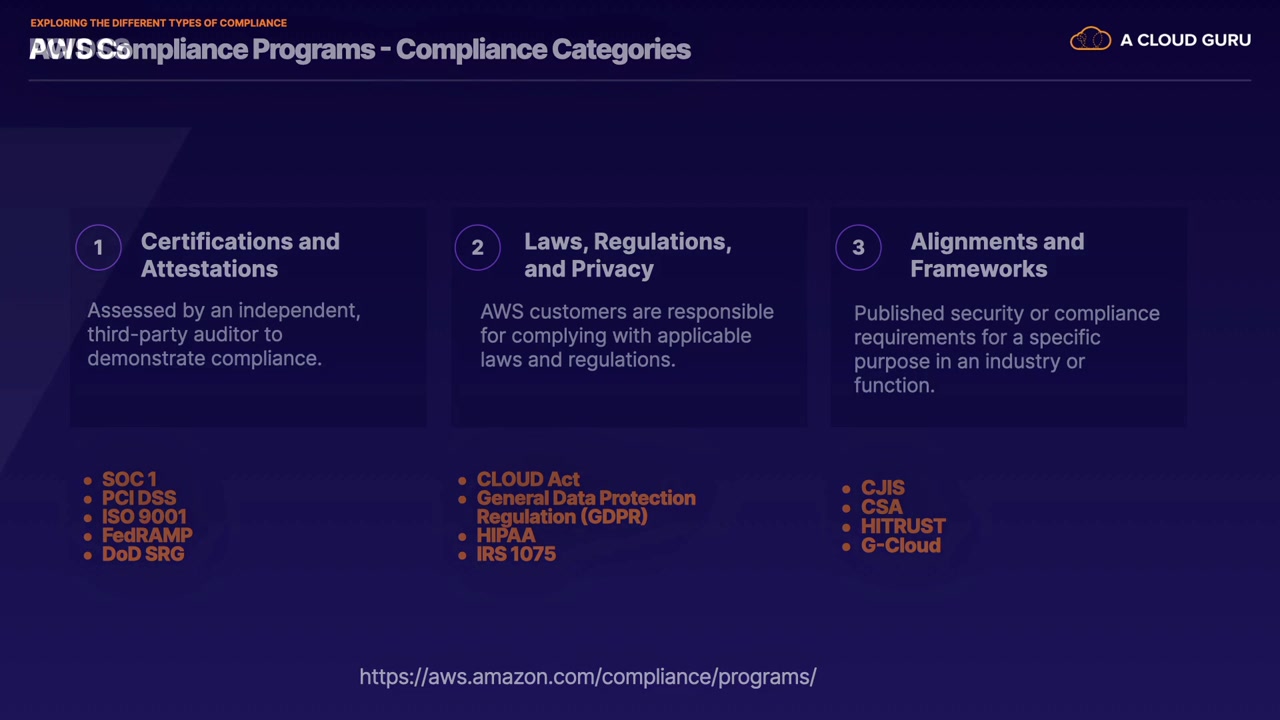 EXPLORING THE DIFFERENT TYPES OF COMPLIANCE
AWS Compliance Programs - Compliance Categories
A CLOUD GURU
1
Certifications and
Attestations
Assessed by an independent,
third-party auditor to
demonstrate compliance.
2
Laws, Regulations,
and Privacy
AWS customers are responsible
for complying with applicable
laws and regulations.
3
Alignments and
Frameworks
Published security or compliance
requirements for a specific
purpose in an industry or
function.
• SOC 1
• PCI DSS
• ISO 9001
• FedRAMP
• DoD SRG
• CLOUD Act
• General Data Protection
Regulation (GDPR)
• HIPAA
• IRS 1075
• CJIS
• CSA
• HITRUST
• G-Cloud
https://aws.amazon.com/compliance/programs/